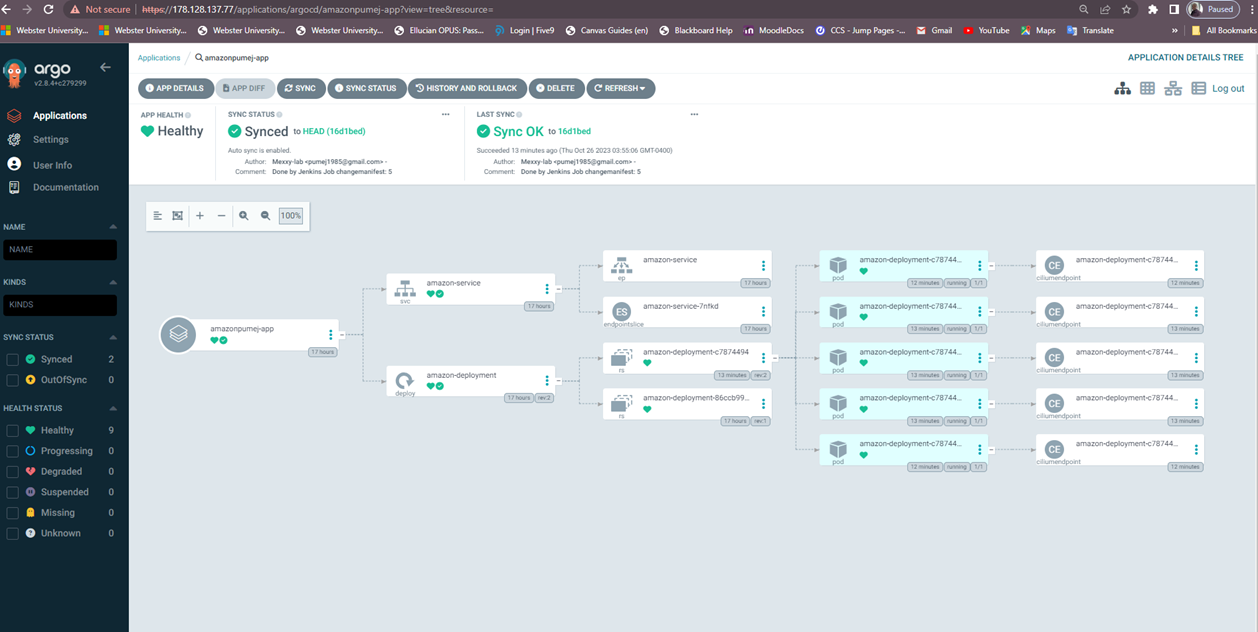 Not secure https://178.128.137.77/applications/argocd/amazonpumej-app?view=tree&resource= Paused
Webster University... Webster University... Webster University... Webster University... Ellucian OPUS: Pass... Login | Five9 Canvas Guides (en) Blackboard Help MoodleDocs CCS - Jump Pages -... Gmail YouTube Maps Translate » All Bookmarks
argo
v2.8.4+c279299
Applications
Settings
User Info
Documentation
NAME
NAME
KINDS
KINDS
SYNC STATUS
Synced 2
OutOfSync 0
HEALTH STATUS
Healthy 9
Progressing 0
Degraded 0
Suspended 0
Missing 0
Unknown 0
Applications / amazonpumej-app
APPLICATION DETAILS TREE
APP DETAILS APP DIFF SYNC SYNC STATUS HISTORY AND ROLLBACK DELETE REFRESH
Log out
APP HEALTH
Healthy
SYNC STATUS
Synced to HEAD (16d1bed)
Auto sync is enabled.
Author: Mexxy-lab <pumej1985@gmail.com> -
Comment: Done by Jenkins Job changemanifest: 5
LAST SYNC
Sync OK to 16d1bed
Succeeded 13 minutes ago (Thu Oct 26 2023 03:55:06 GMT-0400)
Author: Mexxy-lab <pumej1985@gmail.com> -
Comment: Done by Jenkins Job changemanifest: 5
100%
amazonpumej-app
17 hours
amazon-service
svc
17 hours
amazon-deployment
deploy
17 hours rev:2
amazon-service
ep
17 hours
ES
amazon-service-7nfkd
endpointslice
17 hours
amazon-deployment-c7874494
rs
13 minutes rev:2
amazon-deployment-86ccb99...
rs
17 hours rev:1
amazon-deployment-c78744...
pod
12 minutes running 1/1
amazon-deployment-c78744...
pod
13 minutes running 1/1
amazon-deployment-c78744...
pod
13 minutes running 1/1
amazon-deployment-c78744...
pod
13 minutes running 1/1
amazon-deployment-c78744...
pod
12 minutes running 1/1
CE
amazon-deployment-c78744...
ciliumendpoint
12 minutes
CE
amazon-deployment-c78744...
ciliumendpoint
13 minutes
CE
amazon-deployment-c78744...
ciliumendpoint
13 minutes
CE
amazon-deployment-c78744...
ciliumendpoint
13 minutes
CE
amazon-deployment-c78744...
ciliumendpoint
12 minutes